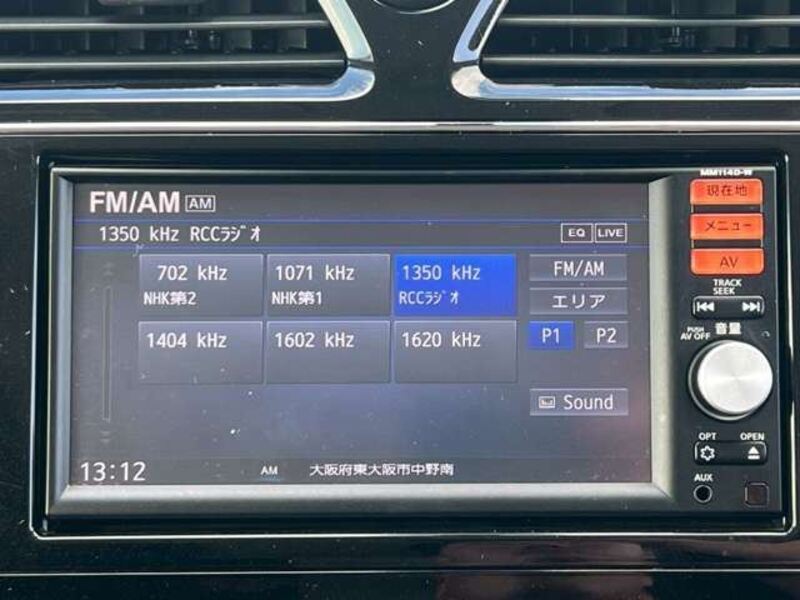 MM114D-W
FM/AM AM
1350 kHz RCCラジオ
EQ LIVE
702 kHz
NHK第2
1071 kHz
NHK第1
1350 kHz
RCCラジオ
1404 kHz
1602 kHz
1620 kHz
FM/AM
エリア
P1 P2
Sound
13:12 AM 大阪府東大阪市中野南
現在地
メニュー
AV
TRACK
SEEK
PUSH
AV OFF
音量
OPT OPEN
AUX